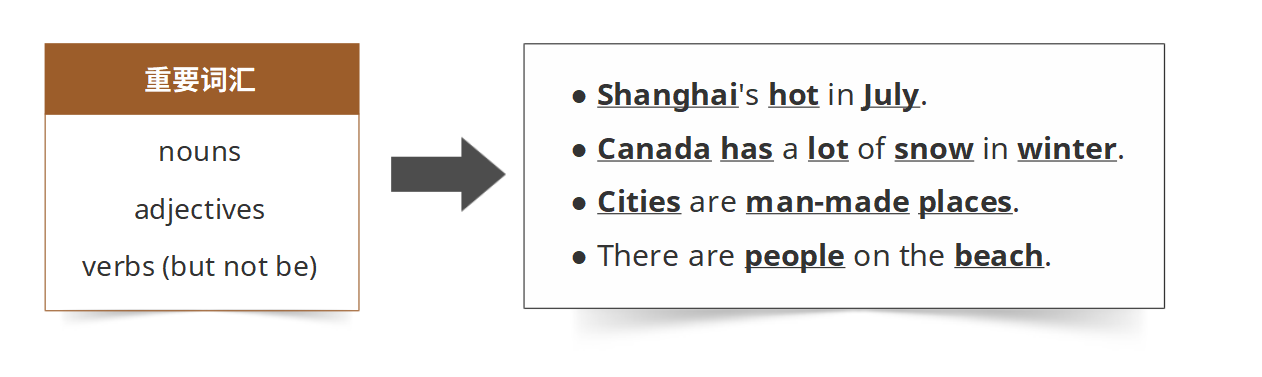 重要词汇
nouns
adjectives
verbs (but not be)
● Shanghai's hot in July.
● Canada has a lot of snow in winter.
● Cities are man-made places.
● There are people on the beach.